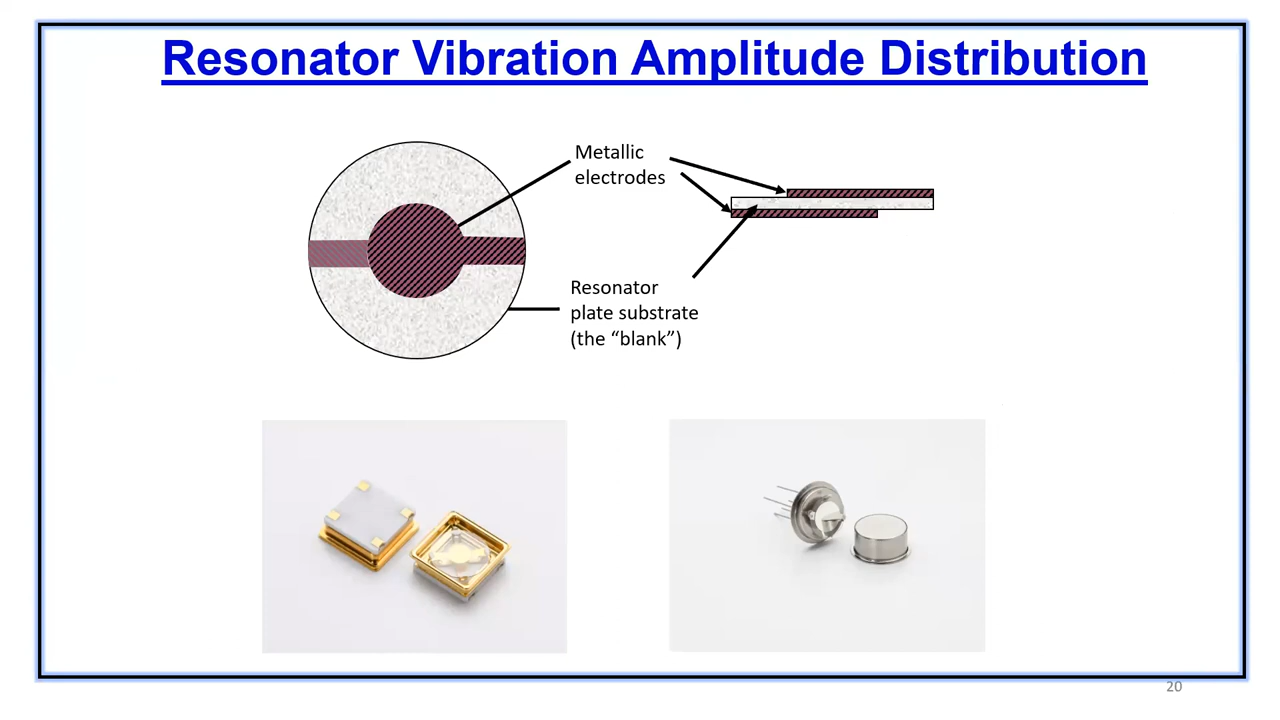 Resonator Vibration Amplitude Distribution
Metallic
electrodes
Resonator
plate substrate
(the “blank”)
20